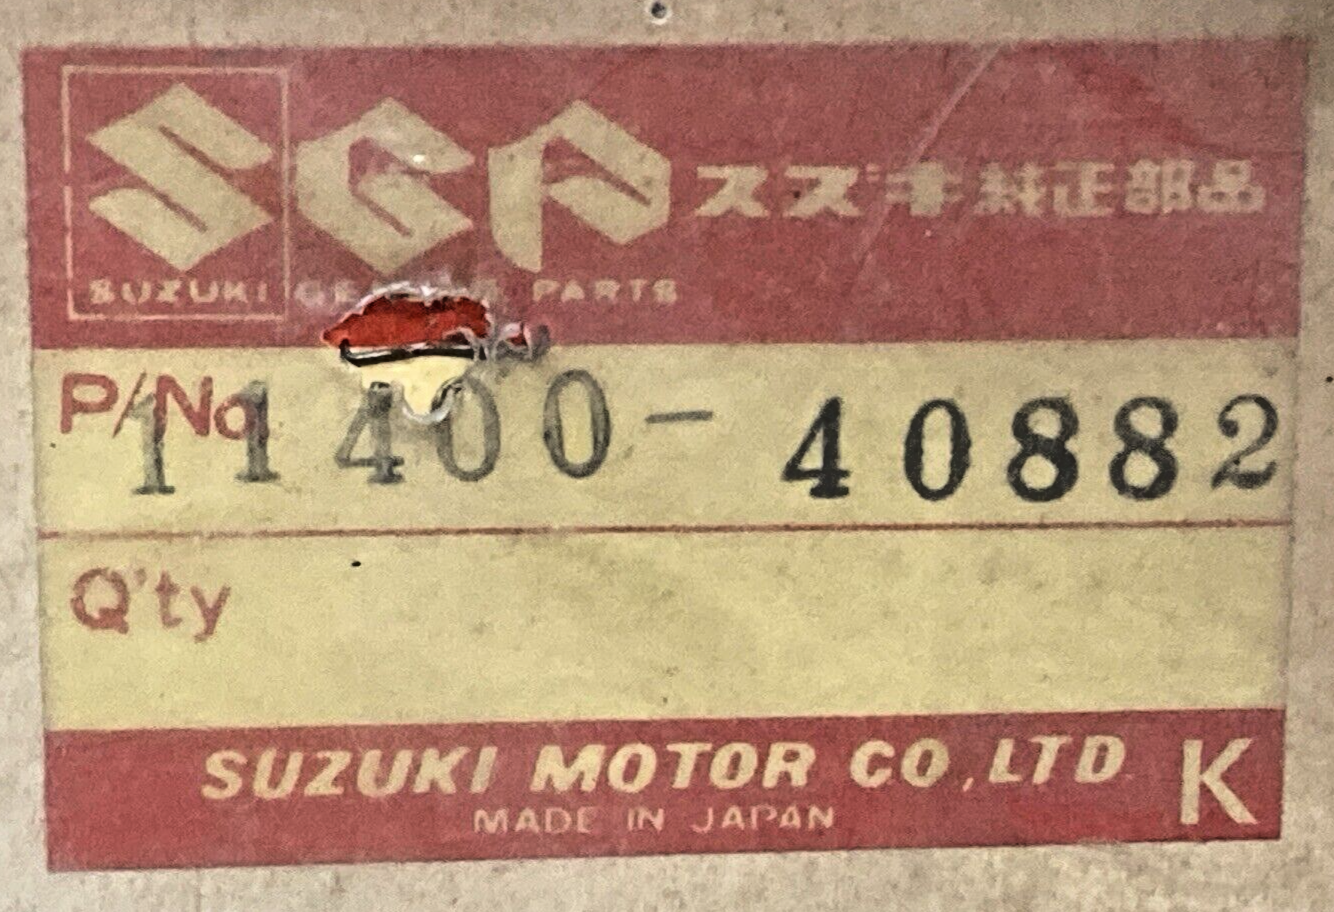 SGP スズキ純正部品
SUZUKI GENUINE PARTS
P/No 11400-40882
Q'ty
SUZUKI MOTOR CO.,LTD K
MADE IN JAPAN